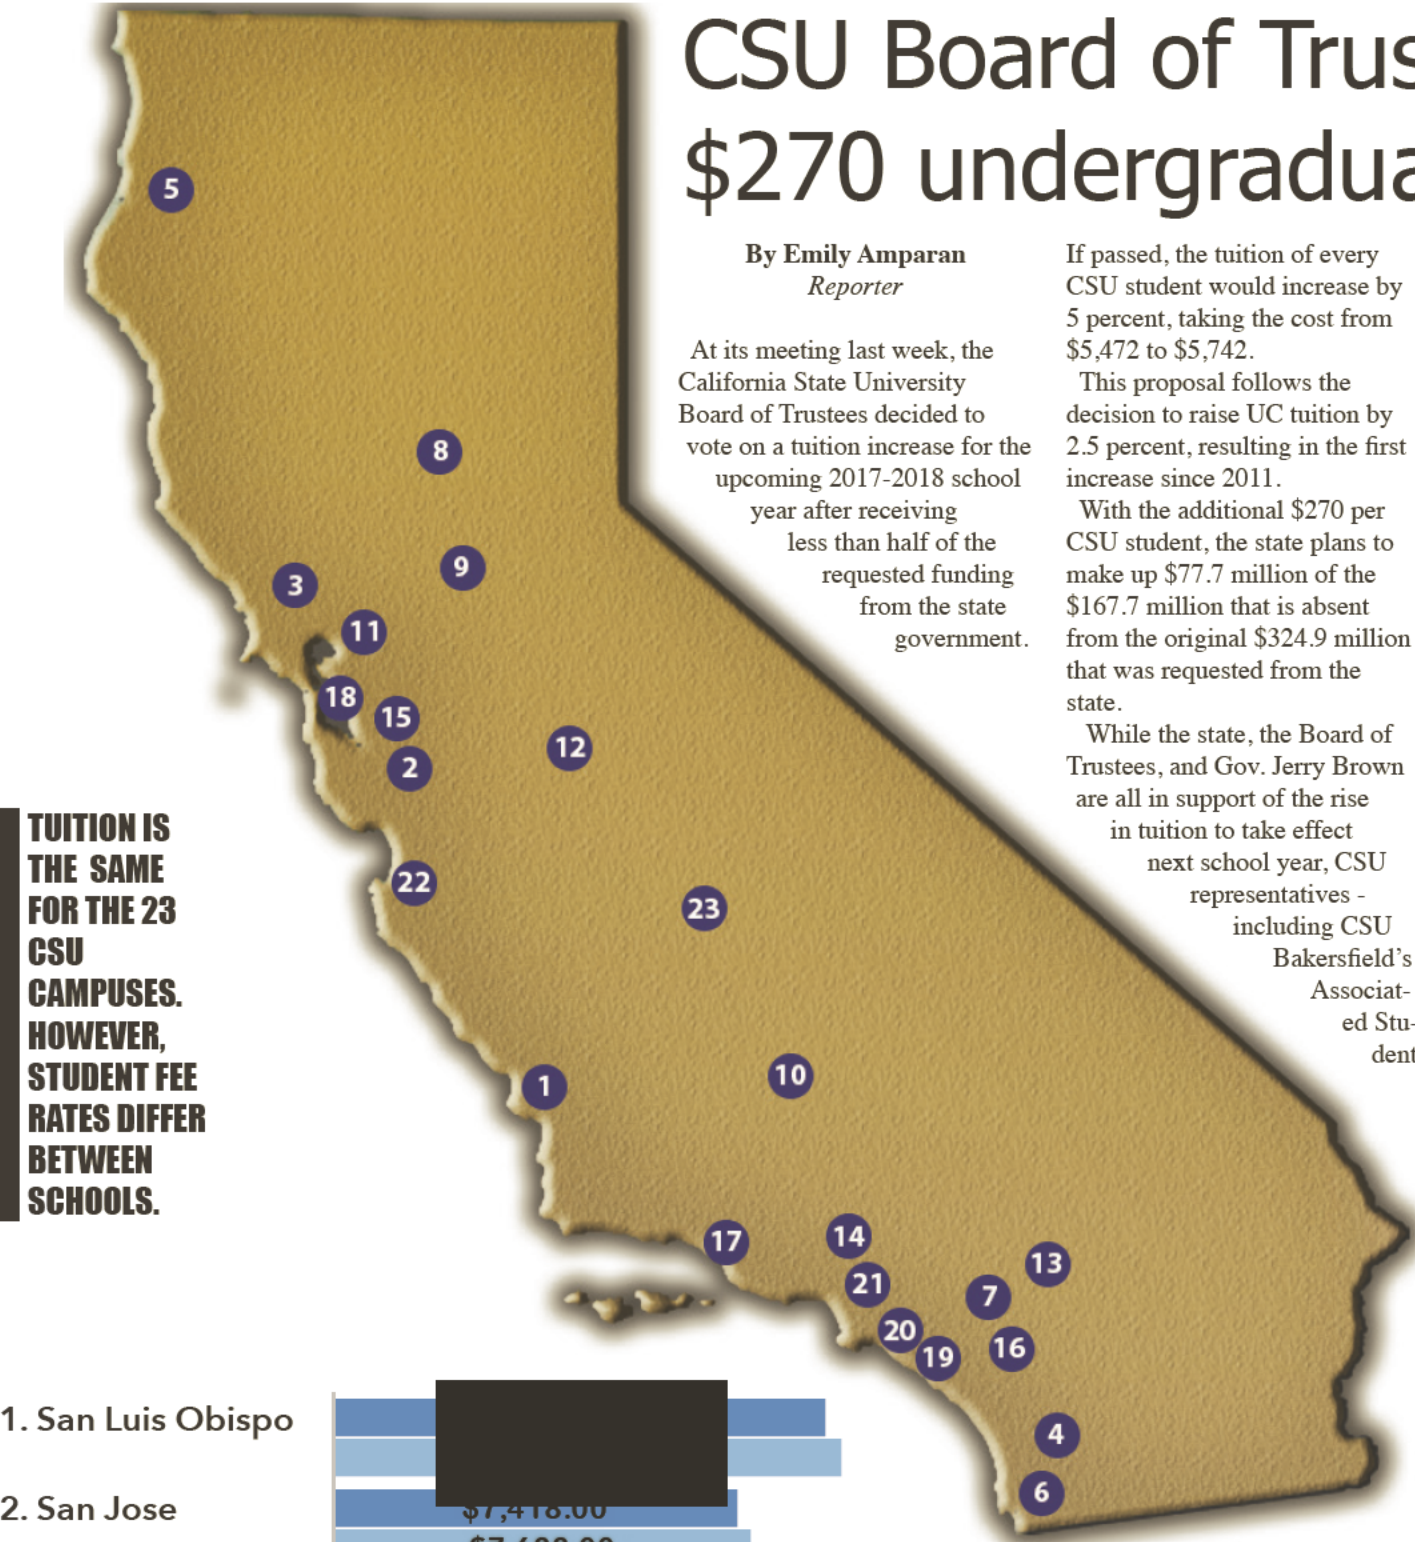 CSU Board of Trus
$270 undergradua
By Emily Amparan
Reporter
At its meeting last week, the
California State University
Board of Trustees decided to
vote on a tuition increase for the
upcoming 2017-2018 school
year after receiving
less than half of the
requested funding
from the state
government.
If passed, the tuition of every
CSU student would increase by
5 percent, taking the cost from
$5,472 to $5,742.
This proposal follows the
decision to raise UC tuition by
2.5 percent, resulting in the first
increase since 2011.
With the additional $270 per
CSU student, the state plans to
make up $77.7 million of the
$167.7 million that is absent
from the original $324.9 million
that was requested from the
state.
While the state, the Board of
Trustees, and Gov. Jerry Brown
are all in support of the rise
in tuition to take effect
next school year, CSU
representatives -
including CSU
Bakersfield's
Associat-
ed Stu-
dent
5
8
9
3
11
18
15
12
2
22
23
1
10
17
14
13
21
7
20
19
16
4
6
TUITION IS
THE SAME
FOR THE 23
CSU
CAMPUSES.
HOWEVER,
STUDENT FEE
RATES DIFFER
BETWEEN
SCHOOLS.
1. San Luis Obispo
2. San Jose
$7,418.00